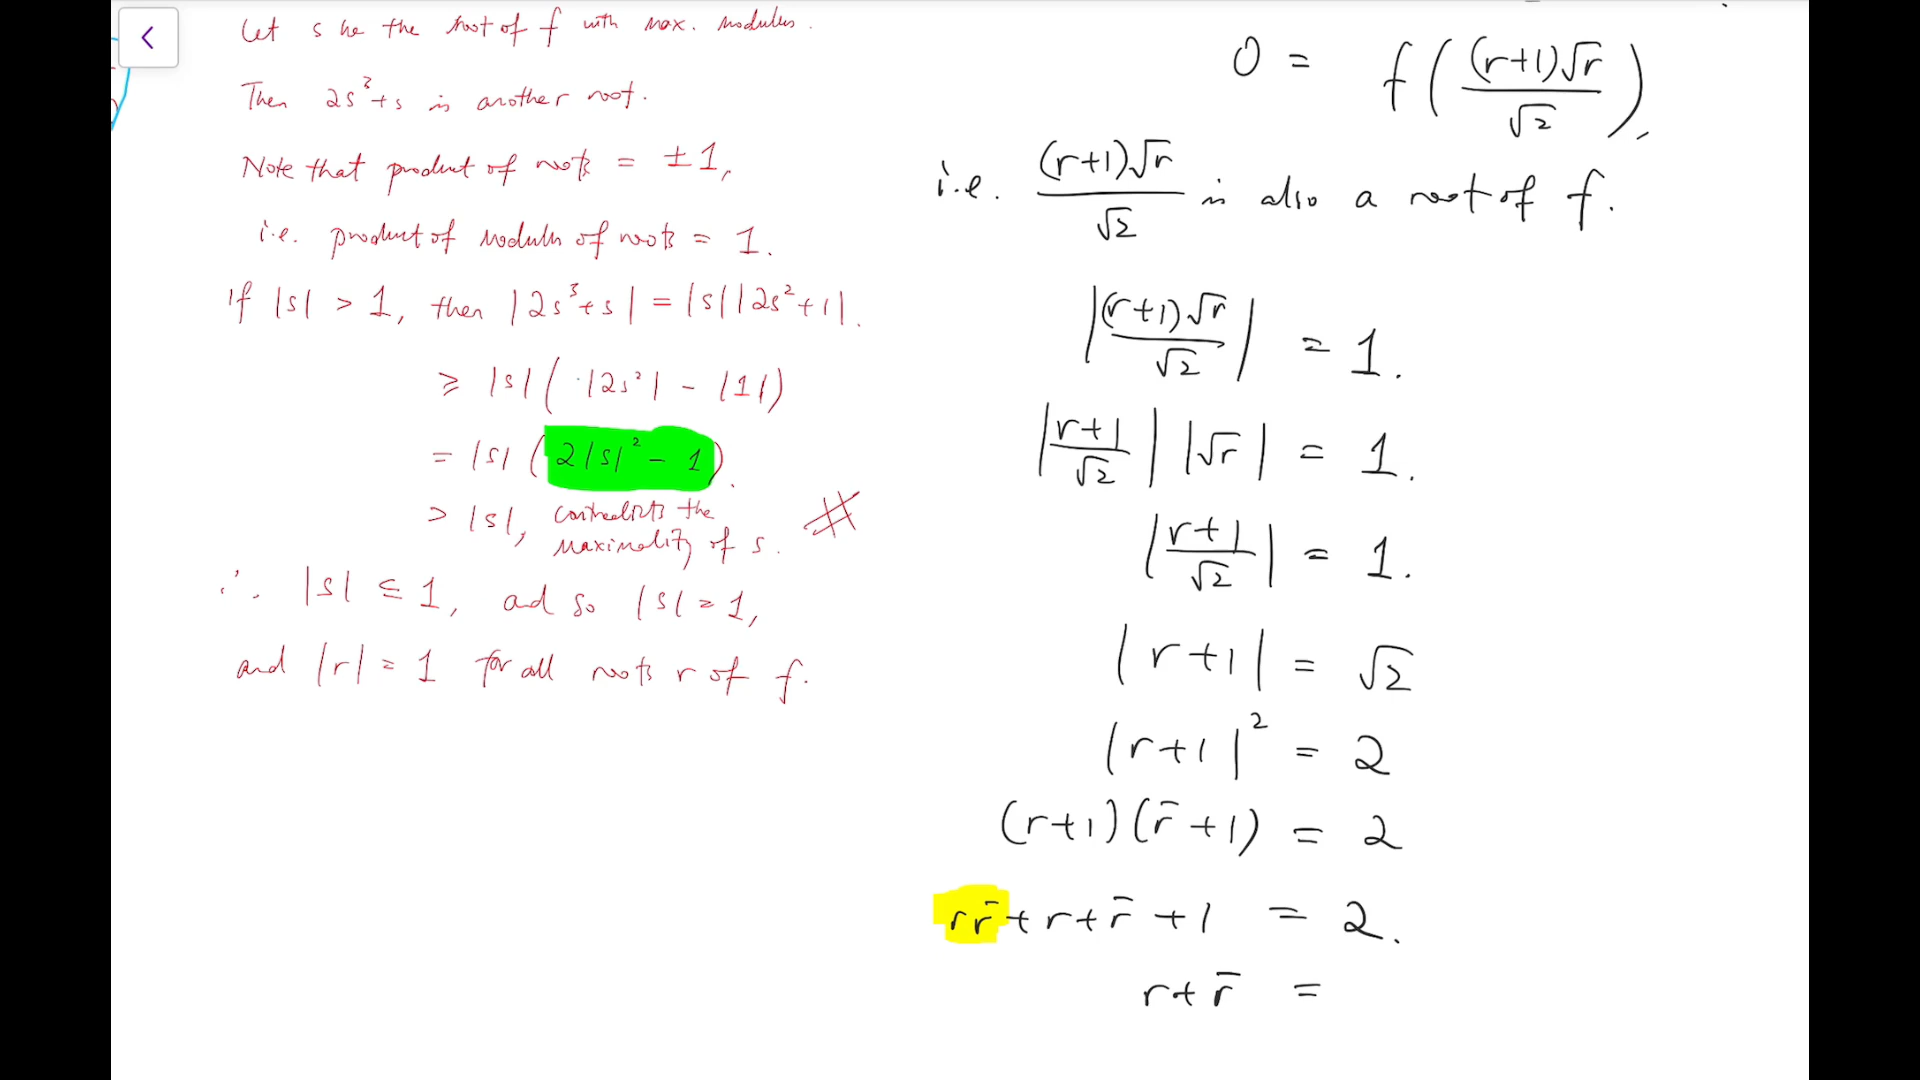 Let s be the root of f with max. modulus.
Then 2s³+s is another root.
Note that product of roots = ±1,
i.e. product of modulus of roots = 1.
If |s| > 1, then |2s³+s| = |s||2s²+1|.
≥ |s|( |2s²| - |1|)
= |s| (2|s|² - 1).
> |s|, contradicts the
maximality of s. #
∴ |s| ≤ 1, and so |s| = 1,
and |r| = 1 for all roots r of f.
0 = f((r+1)√r / √2),
i.e. (r+1)√r / √2 is also a root of f.
|(r+1)√r / √2| = 1.
|r+1 / √2| |√r| = 1.
|r+1 / √2| = 1.
|r+1| = √2
|r+1|² = 2
(r+1)(r̄+1) = 2
rr̄+r+r̄+1 = 2.
r+r̄ =